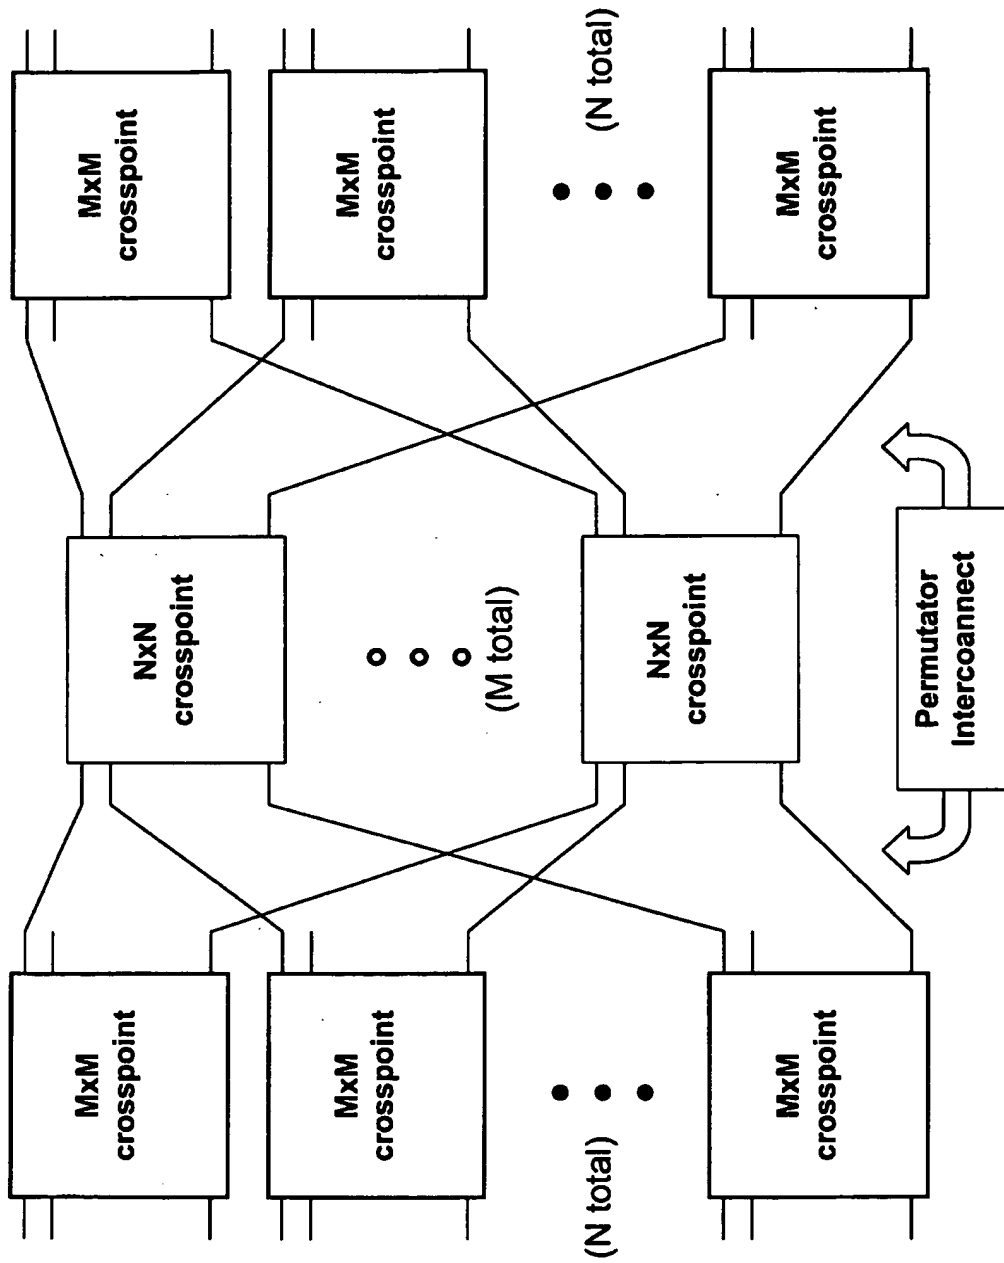 MxM
crosspoint
NxN
crosspoint
MxM
crosspoint
MxM
crosspoint
MxM
crosspoint
(M total)
(N total)
(N total)
NxN
crosspoint
MxM
crosspoint
MxM
crosspoint
Permutator
Intercoannect